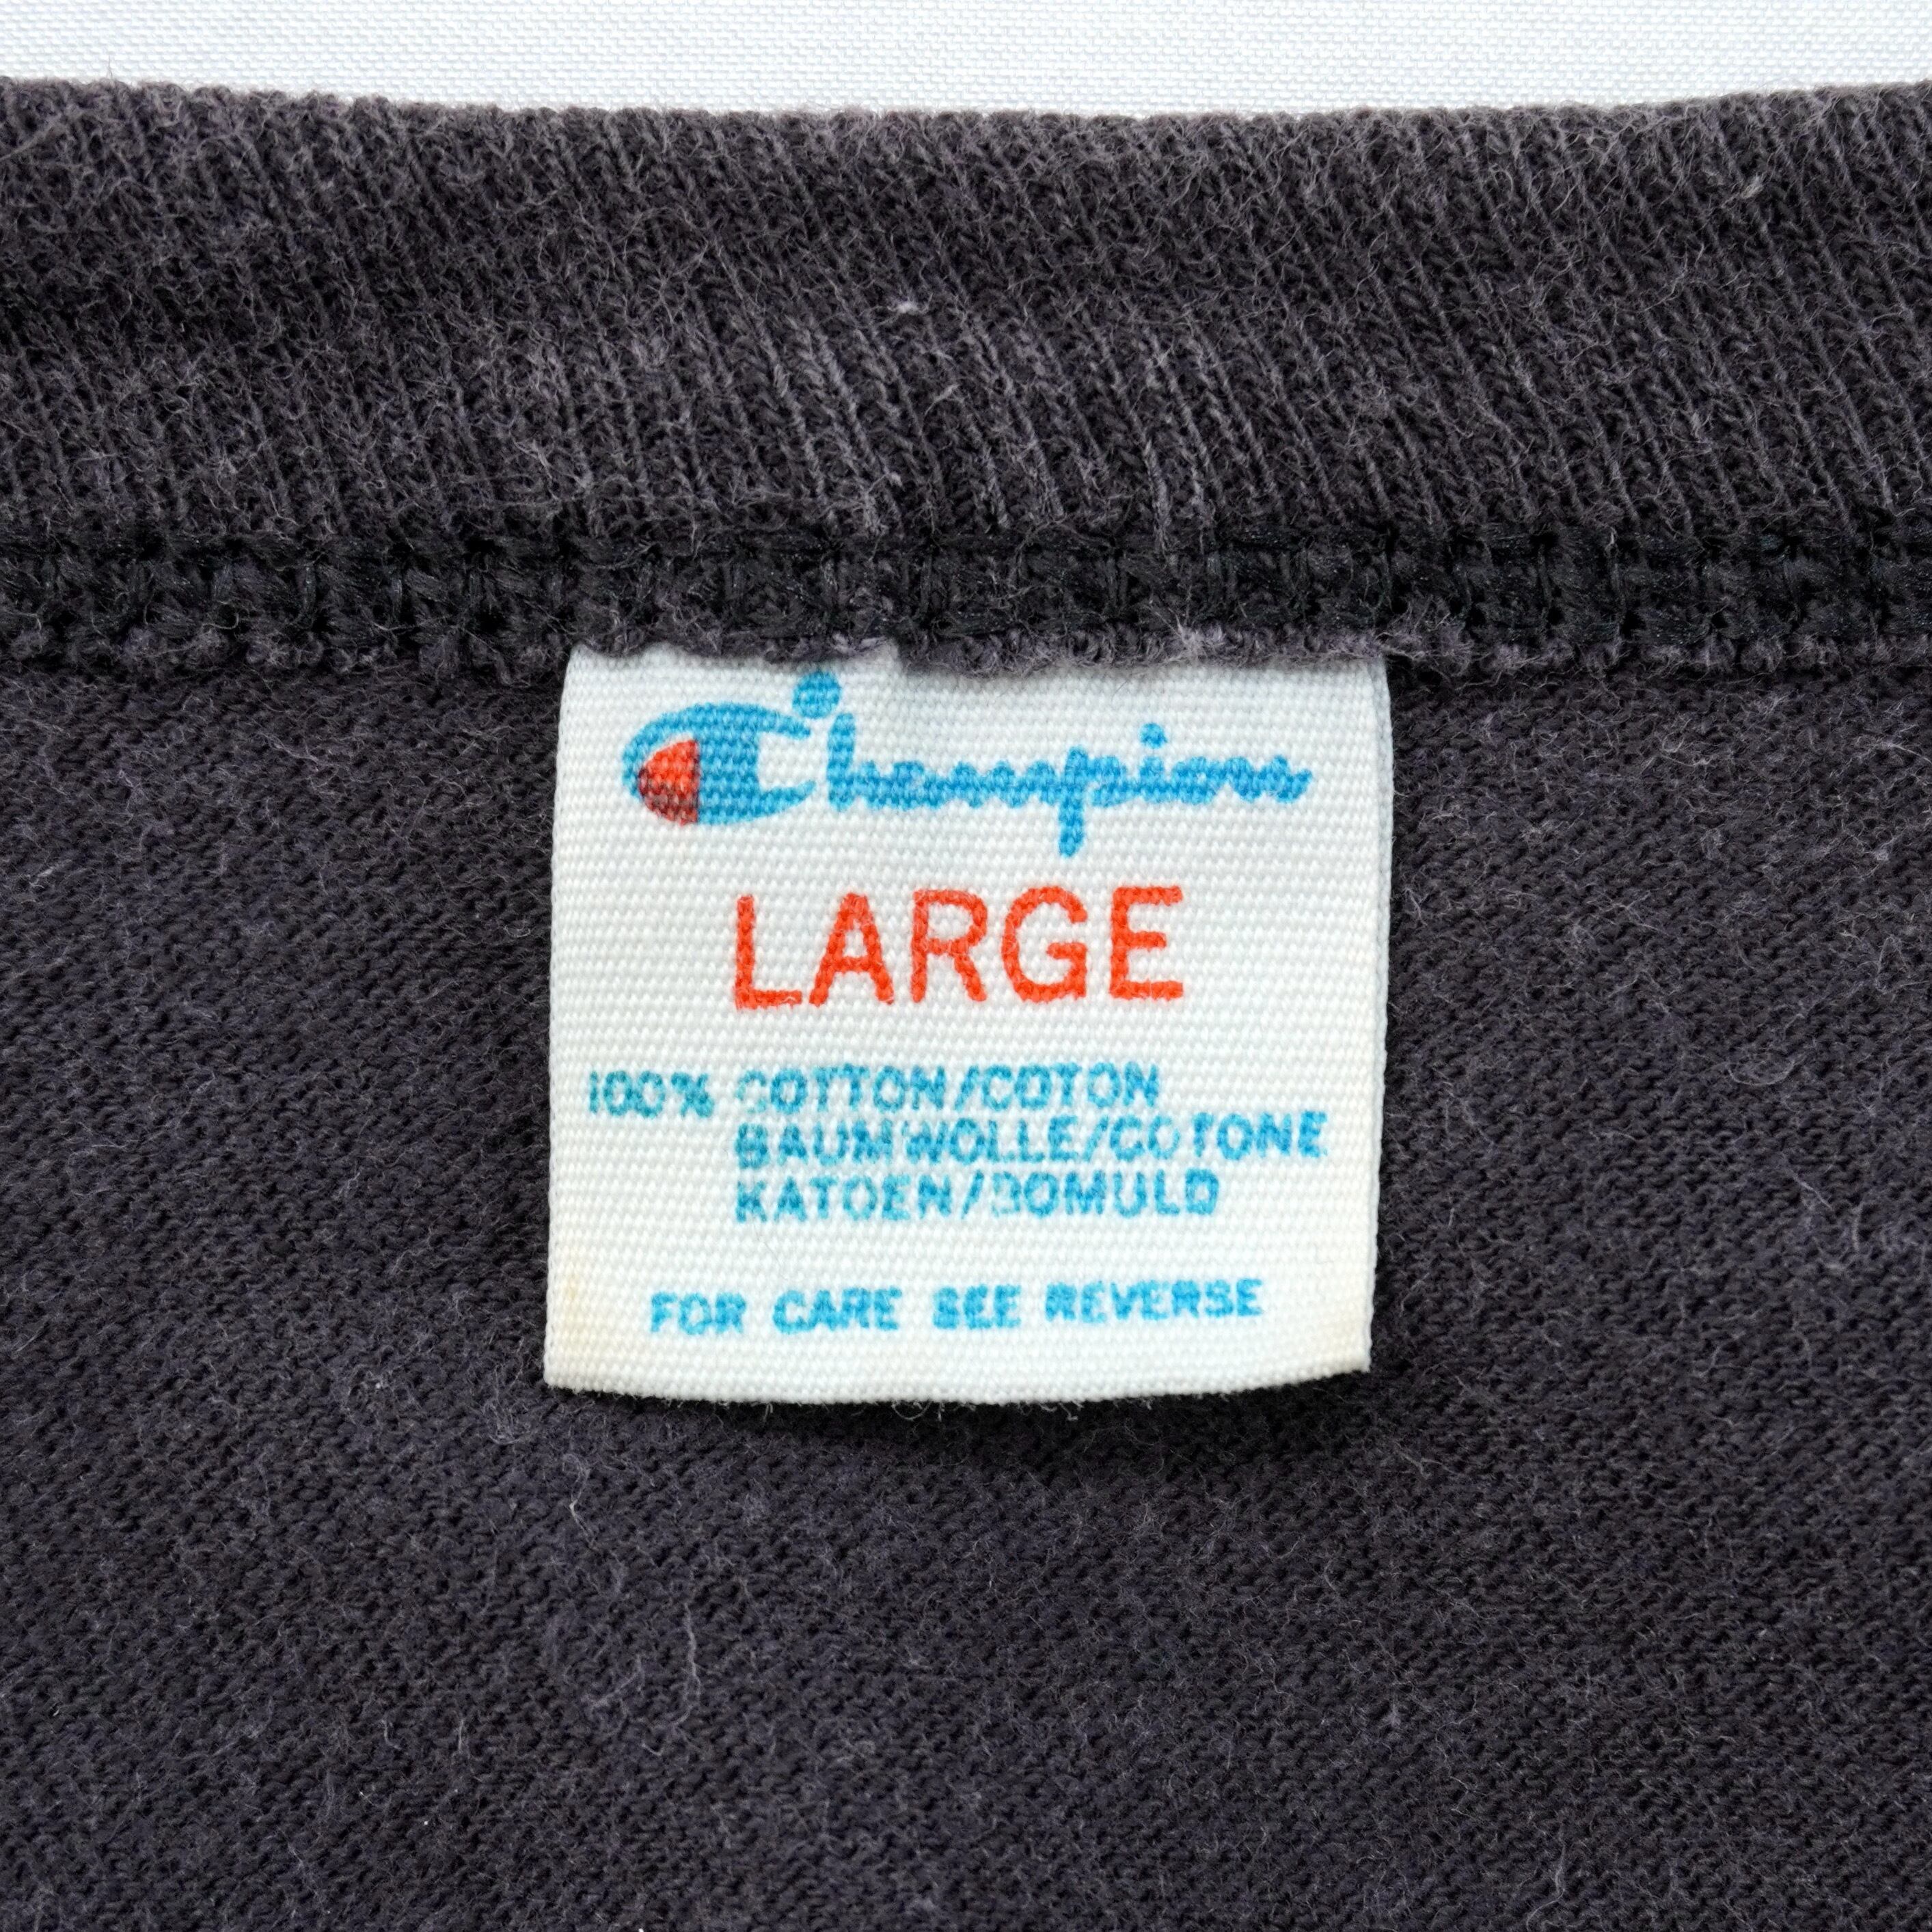 Champion
LARGE
100% COTTON/COTON
BAUMWOLLE/COTONE
KATOEN/BOMULD
FOR CARE SEE REVERSE